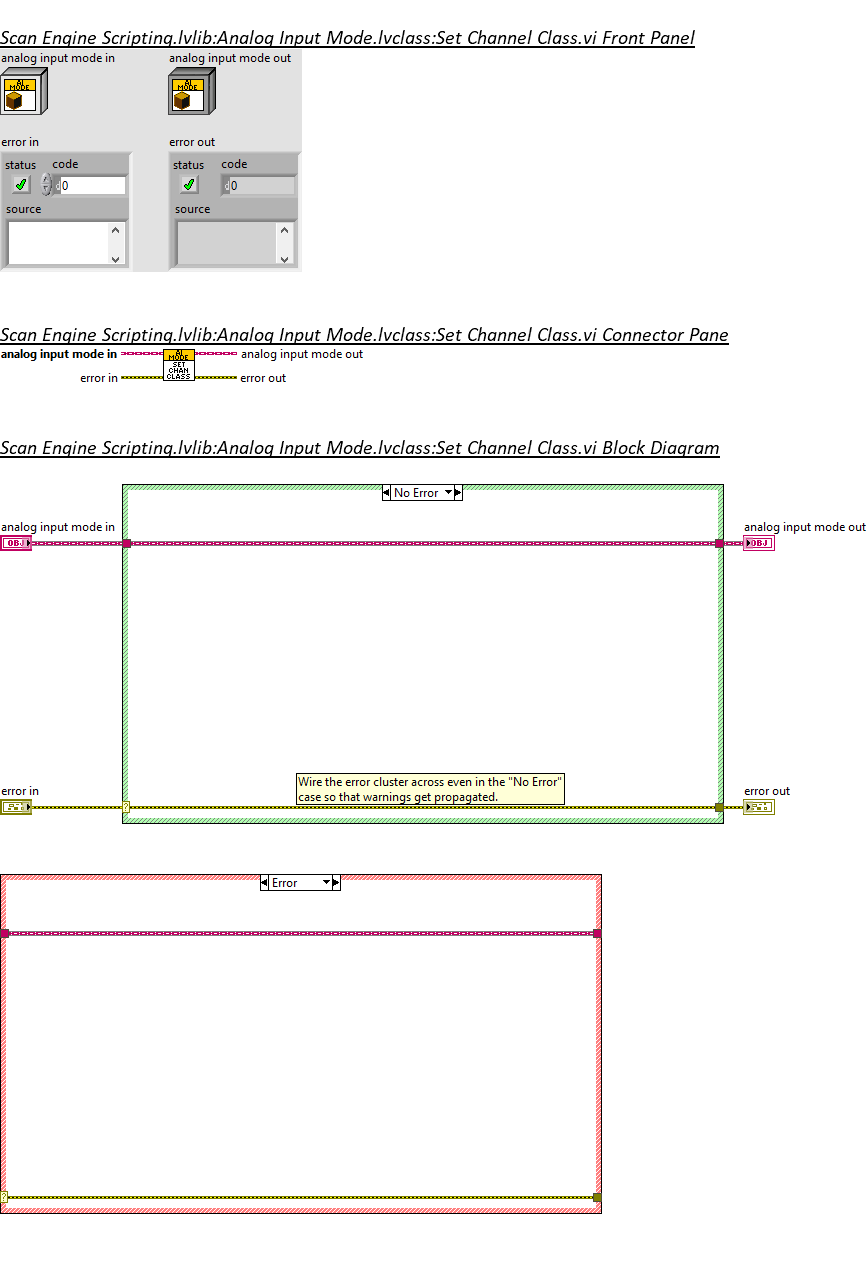 Scan Engine Scripting.lvlib:Analog Input Mode.lvclass:Set Channel Class.vi Front Panel
analog input mode in
analog input mode out
AI
MODE
AI
MODE
error in
error out
status
code
status
code
d
0
d
0
source
source
Scan Engine Scripting.lvlib:Analog Input Mode.lvclass:Set Channel Class.vi Connector Pane
analog input mode in
AI
MODE
SET
CHAN
CLASS
analog input mode out
error in
error out
Scan Engine Scripting.lvlib:Analog Input Mode.lvclass:Set Channel Class.vi Block Diagram
No Error
analog input mode in
analog input mode out
OBJ
OBJ
Wire the error cluster across even in the "No Error"
case so that warnings get propagated.
error in
error out
?
Error
?